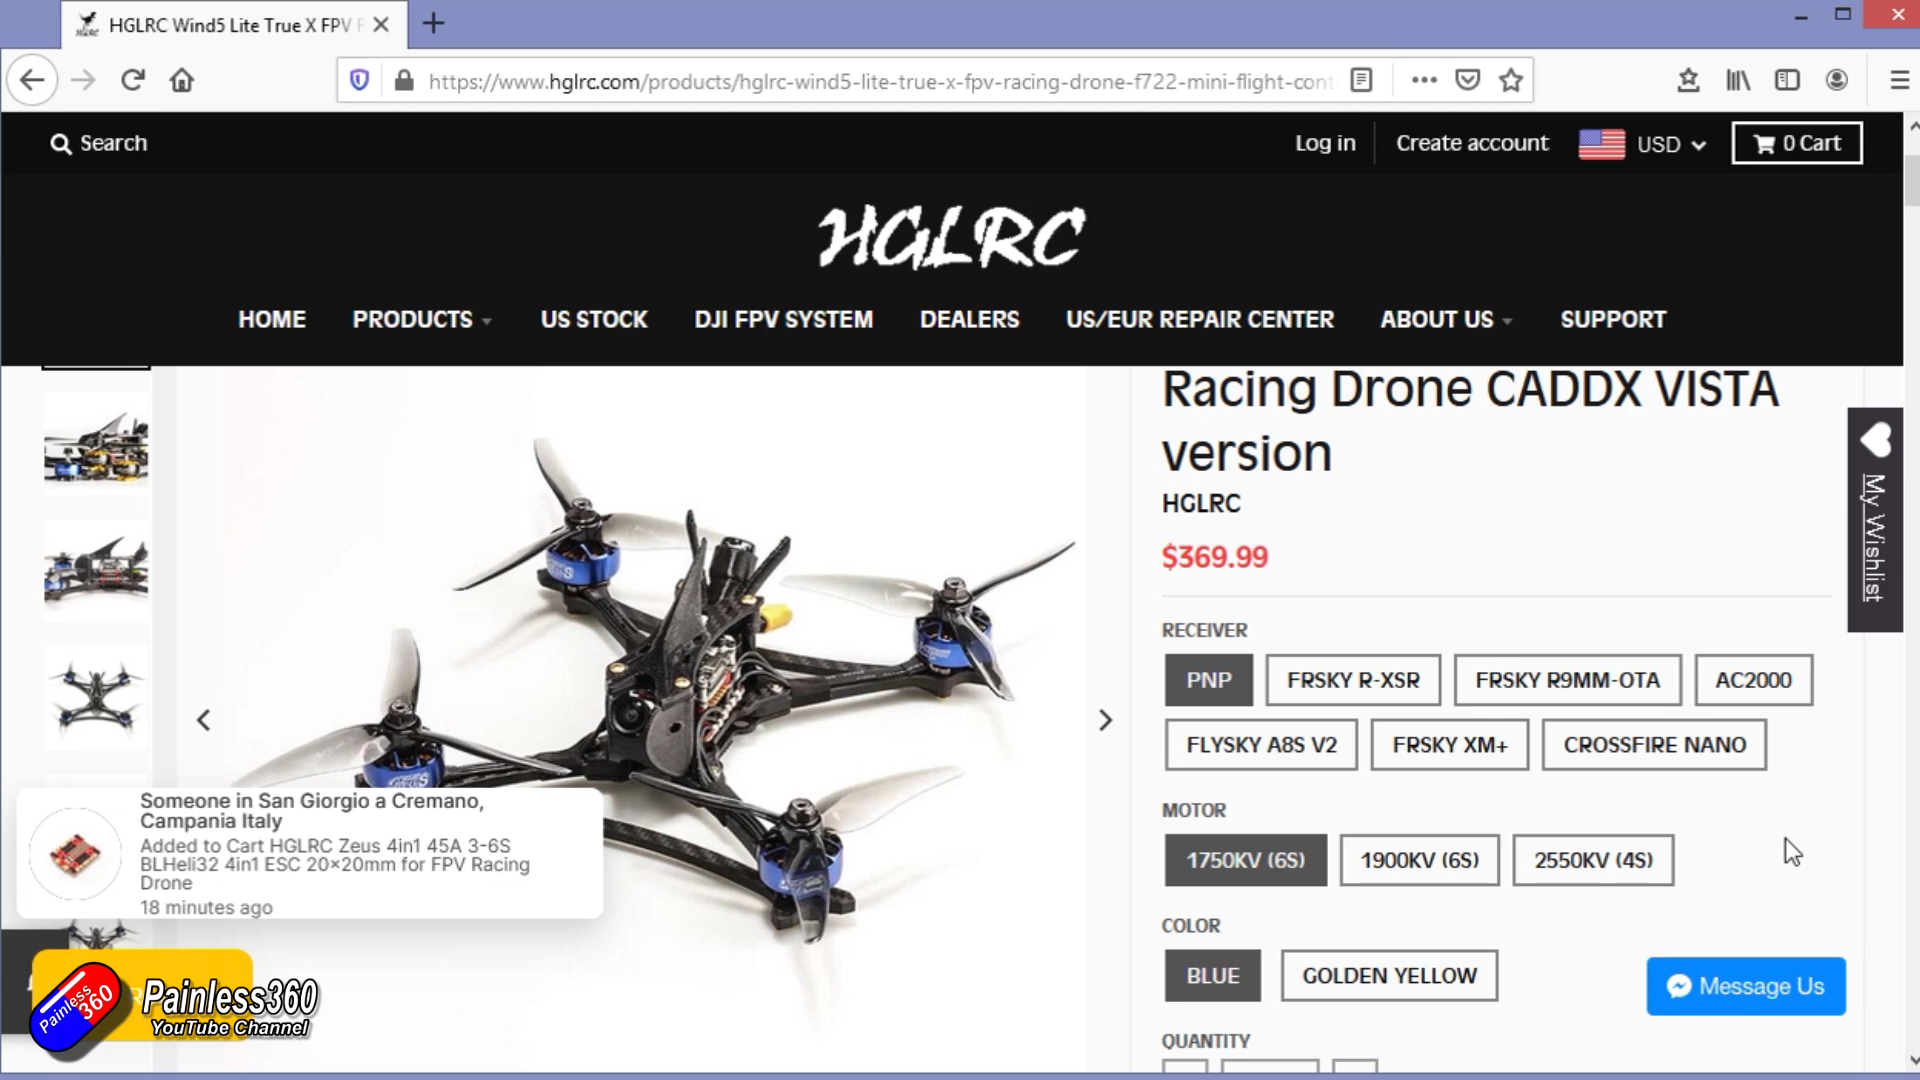 HGLRC Wind5 Lite True X FPV
https://www.hglrc.com/products/hglrc-wind5-lite-true-x-fpv-racing-drone-f722-mini-flight-cont
Search
Log in
Create account
USD
0 Cart
HGLRC
HOME
PRODUCTS
US STOCK
DJI FPV SYSTEM
DEALERS
US/EUR REPAIR CENTER
ABOUT US
SUPPORT
Racing Drone CADDX VISTA
version
HGLRC
$369.99
My Wishlist
RECEIVER
PNP
FRSKY R-XSR
FRSKY R9MM-OTA
AC2000
FLYSKY A8S V2
FRSKY XM+
CROSSFIRE NANO
MOTOR
1750KV (6S)
1900KV (6S)
2550KV (4S)
COLOR
BLUE
GOLDEN YELLOW
QUANTITY
Message Us
Someone in San Giorgio a Cremano,
Campania Italy
Added to Cart HGLRC Zeus 4in1 45A 3-6S
BLHeli32 4in1 ESC 20×20mm for FPV Racing
Drone
18 minutes ago
Painless
360
Painless360
YouTube Channel